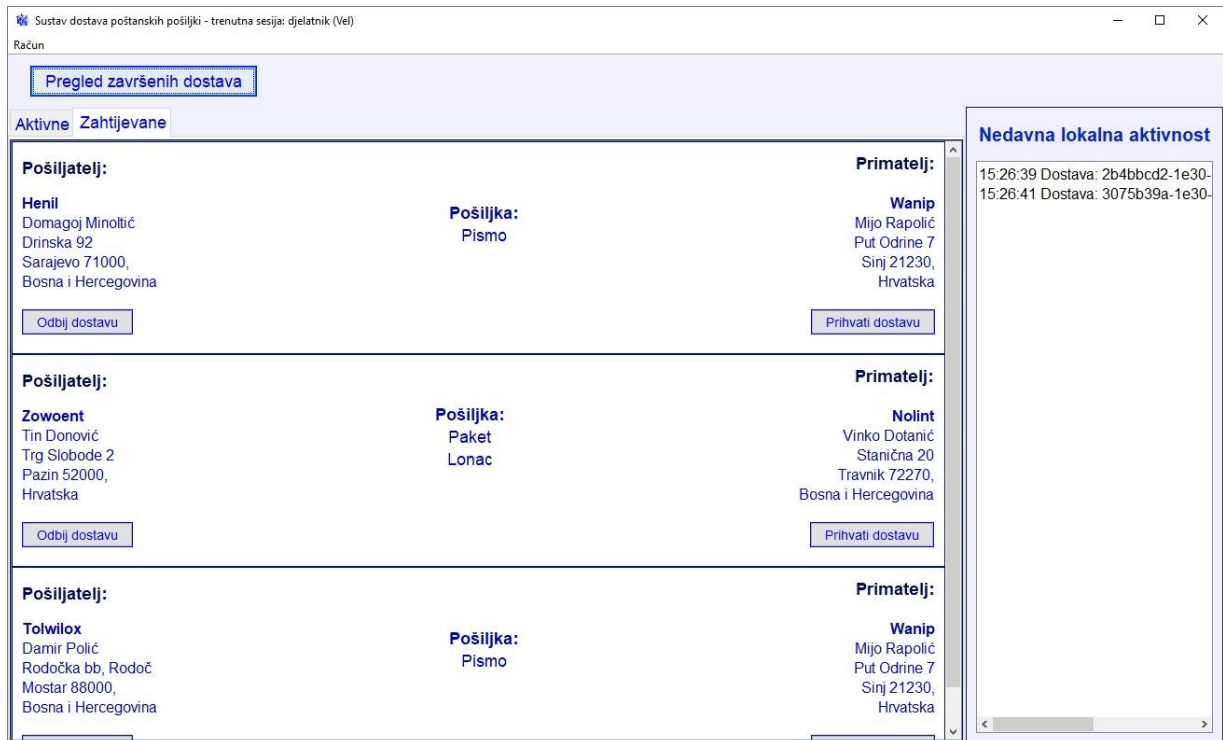 Sustav dostava poštanskih pošiljki - trenutna sesija: djelatnik (Vel)
Račun
Pregled završenih dostava
Aktivne Zahtijevane
Pošiljatelj:
Henil
Domagoj Minoltić
Drinska 92
Sarajevo 71000,
Bosna i Hercegovina
Odbij dostavu
Pošiljka:
Pismo
Primatelj:
Wanip
Mijo Rapolić
Put Odrine 7
Sinj 21230,
Hrvatska
Prihvati dostavu
Pošiljatelj:
Zowoent
Tin Donović
Trg Slobode 2
Pazin 52000,
Hrvatska
Odbij dostavu
Pošiljka:
Paket
Lonac
Primatelj:
Nolint
Vinko Dotanić
Stanična 20
Travnik 72270,
Bosna i Hercegovina
Prihvati dostavu
Pošiljatelj:
Tolwilox
Damir Polić
Rodočka bb, Rodoč
Mostar 88000,
Bosna i Hercegovina
Pošiljka:
Pismo
Primatelj:
Wanip
Mijo Rapolić
Put Odrine 7
Sinj 21230,
Hrvatska
Nedavna lokalna aktivnost
15:26:39 Dostava: 2b4bbcd2-1e30-
15:26:41 Dostava: 3075b39a-1e30-